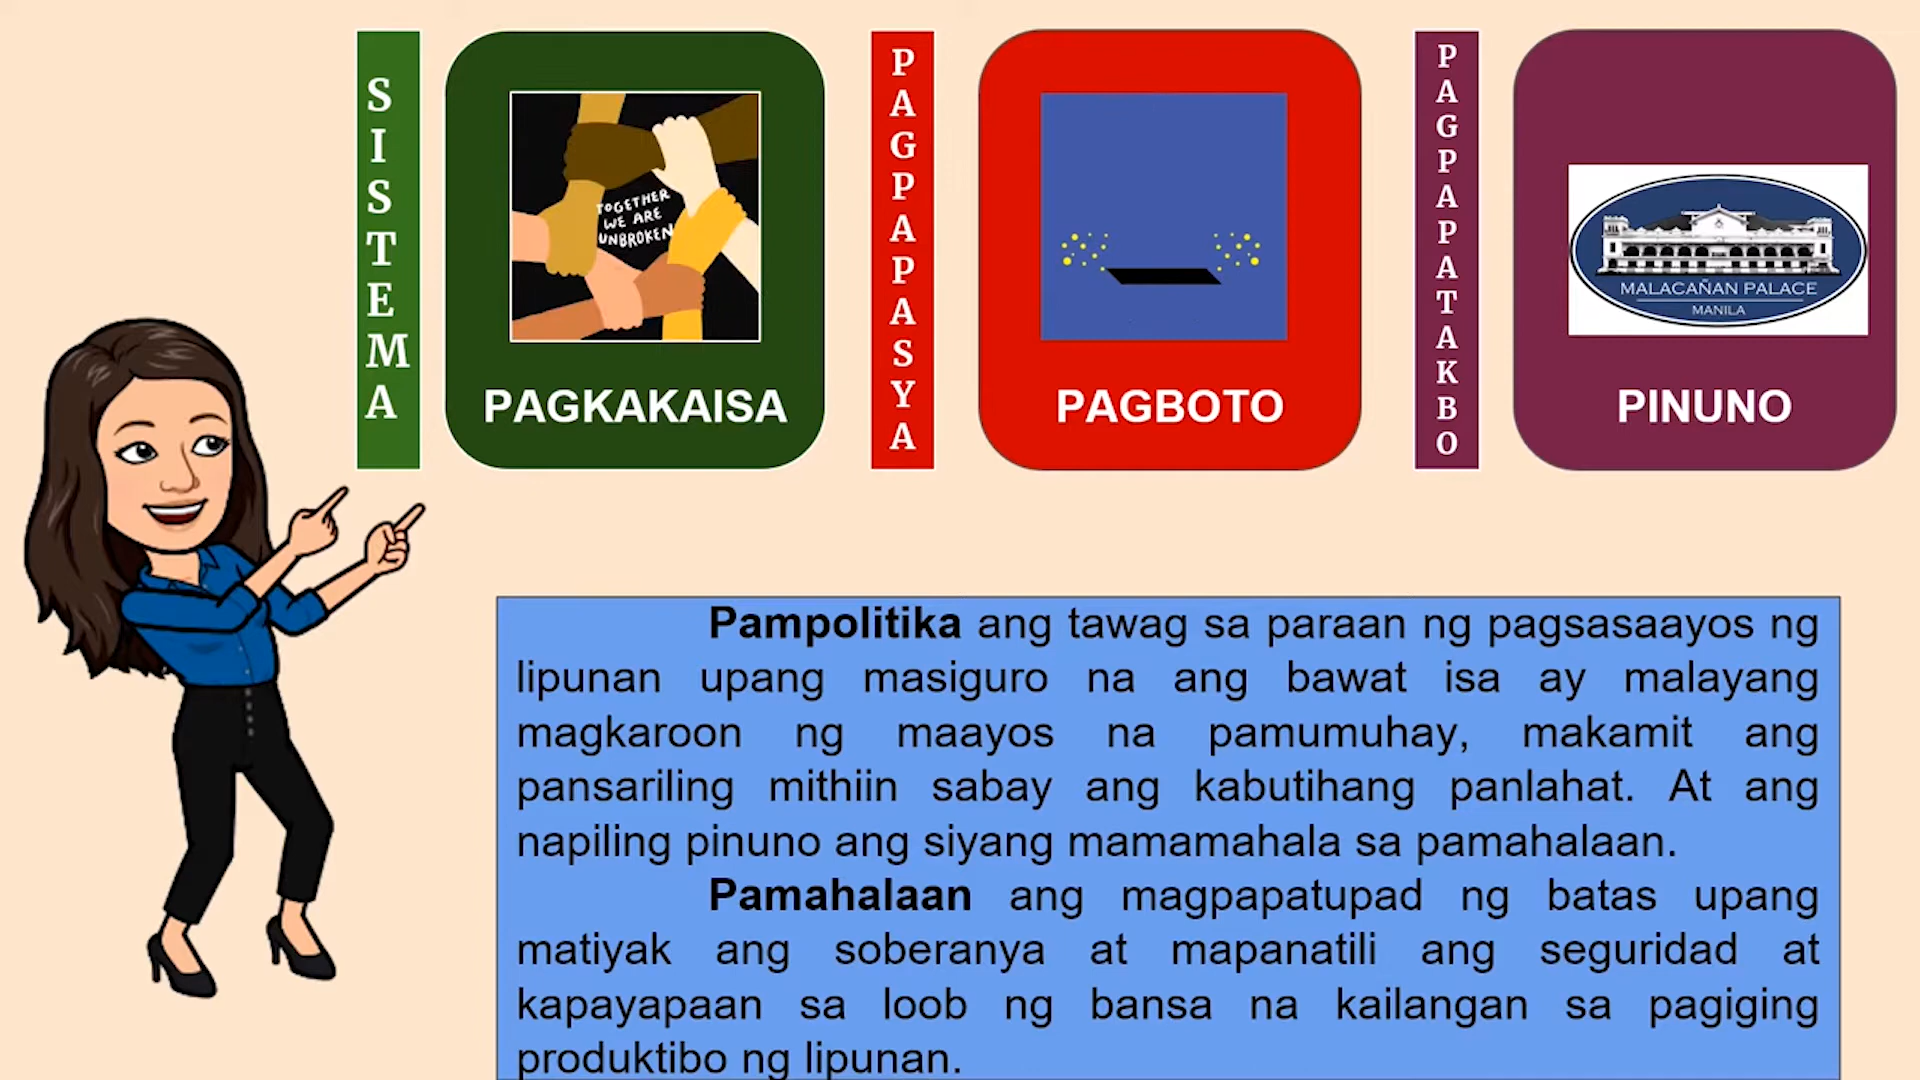 SISTEMA
TOGETHER
WE ARE
UNBROKEN
PAGKAKAISA
PAGPAPASYA
PAGBOTO
PAGPAPATAKBO
MALACAÑAN PALACE
MANILA
PINUNO
Pampolitika ang tawag sa paraan ng pagsasaayos ng
lipunan upang masiguro na ang bawat isa ay malayang
magkaroon ng maayos na pamumuhay, makamit ang
pansariling mithiin sabay ang kabutihang panlahat. At ang
napiling pinuno ang siyang mamamahala sa pamahalaan.
Pamahalaan ang magpapatupad ng batas upang
matiyak ang soberanya at mapanatili ang seguridad at
kapayapaan sa loob ng bansa na kailangan sa pagiging
produktibo ng lipunan.